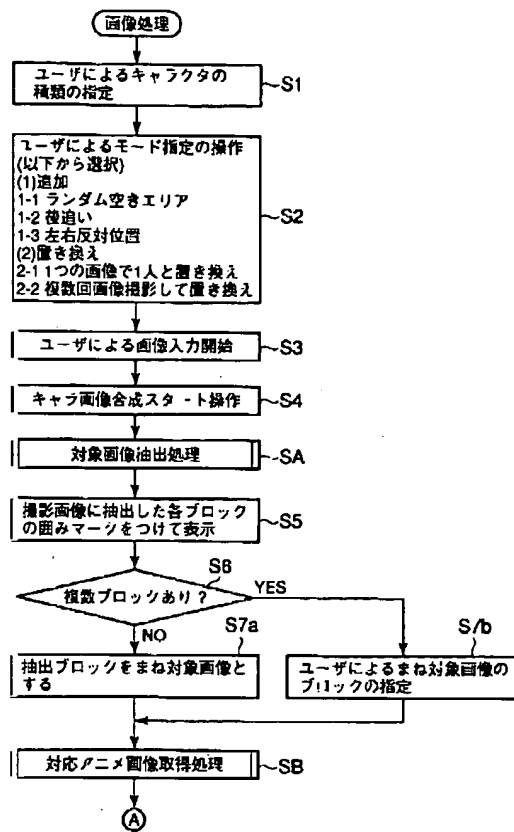 画像処理
ユーザによるキャラクタの
種類の指定
S1
ユーザによるモード指定の操作
(以下から選択)
(1)追加
1-1 ランダム空きエリア
1-2 後追い
1-3 左右反対位置
(2)置き換え
2-1 1つの画像で1人と置き換え
2-2 複数回画像撮影して置き換え
S2
ユーザによる画像入力開始
S3
キャラ画像合成スタート操作
S4
対象画像抽出処理
SA
撮影画像に抽出した各ブロック
の囲みマークをつけて表示
S5
複数ブロックあり？
S6
YES
NO
S7a
抽出ブロックをまね対象画像と
する
S7b
ユーザによるまね対象画像の
ブロックの指定
対応アニメ画像取得処理
SB
A